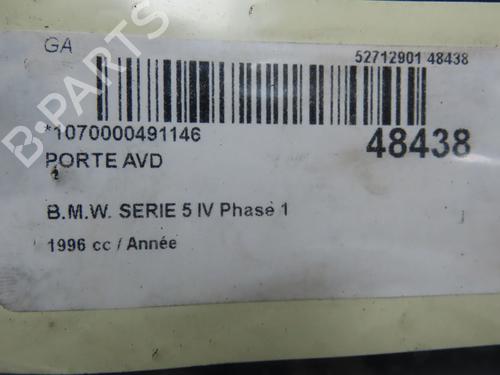 GA
52712901 48438
*1070000491146
48438
PORTE AVD
B.M.W. SERIE 5 IV Phase 1
1996 cc / Année
B-PARTS